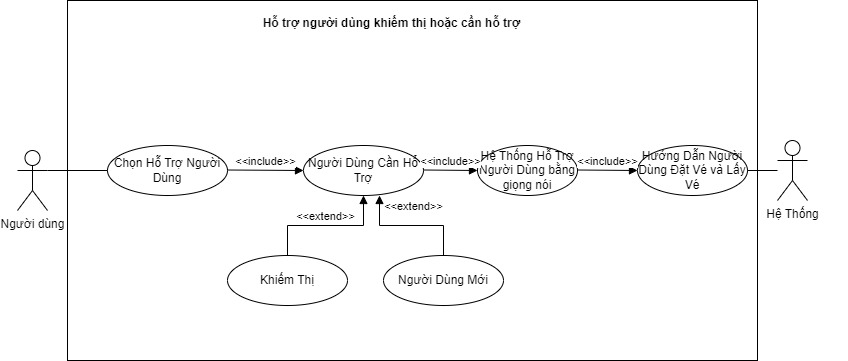 Hỗ trợ người dùng khiếm thị hoặc cần hỗ trợ
Chọn Hỗ Trợ Người
Dùng
<<include>>
Người Dùng Cần Hỗ
Trợ
<<include>>
Hệ Thống Hỗ Trợ
Người Dùng bằng
giọng nói
<<include>>
Hướng Dẫn Người
Dùng Đặt Vé và Lấy
Vé
Người dùng
Hệ Thống
<<extend>>
<<extend>>
Khiếm Thị
Người Dùng Mới